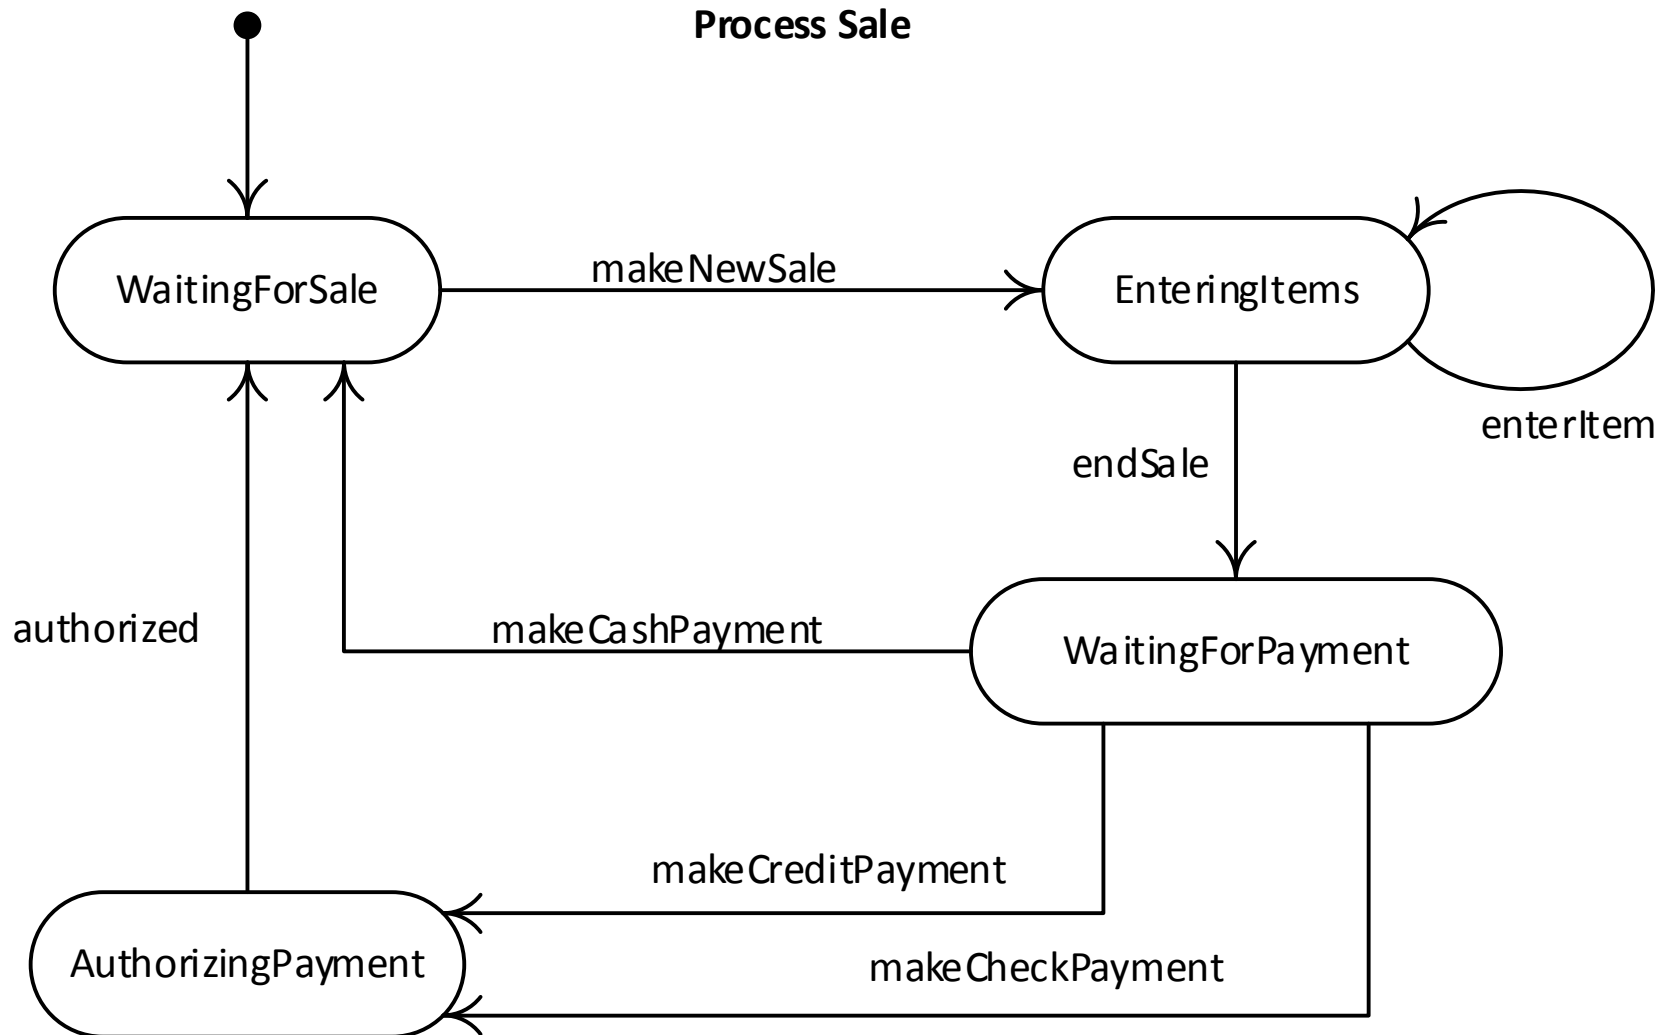 Process Sale
WaitingForSale
makeNewSale
EnteringItems
enterItem
endSale
authorized
makeCashPayment
WaitingForPayment
makeCreditPayment
AuthorizingPayment
makeCheckPayment